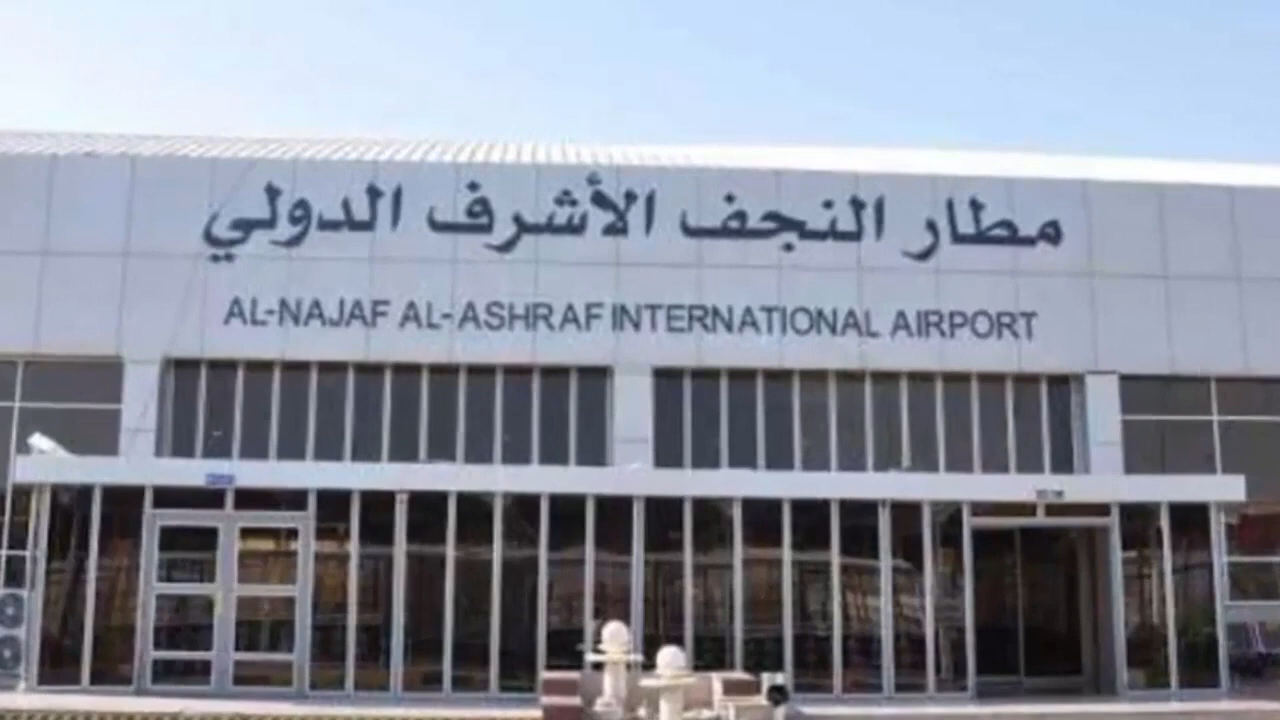 مطار النجف الأشرف الدولي
AL-NAJAF AL-ASHRAF INTERNATIONAL AIRPORT